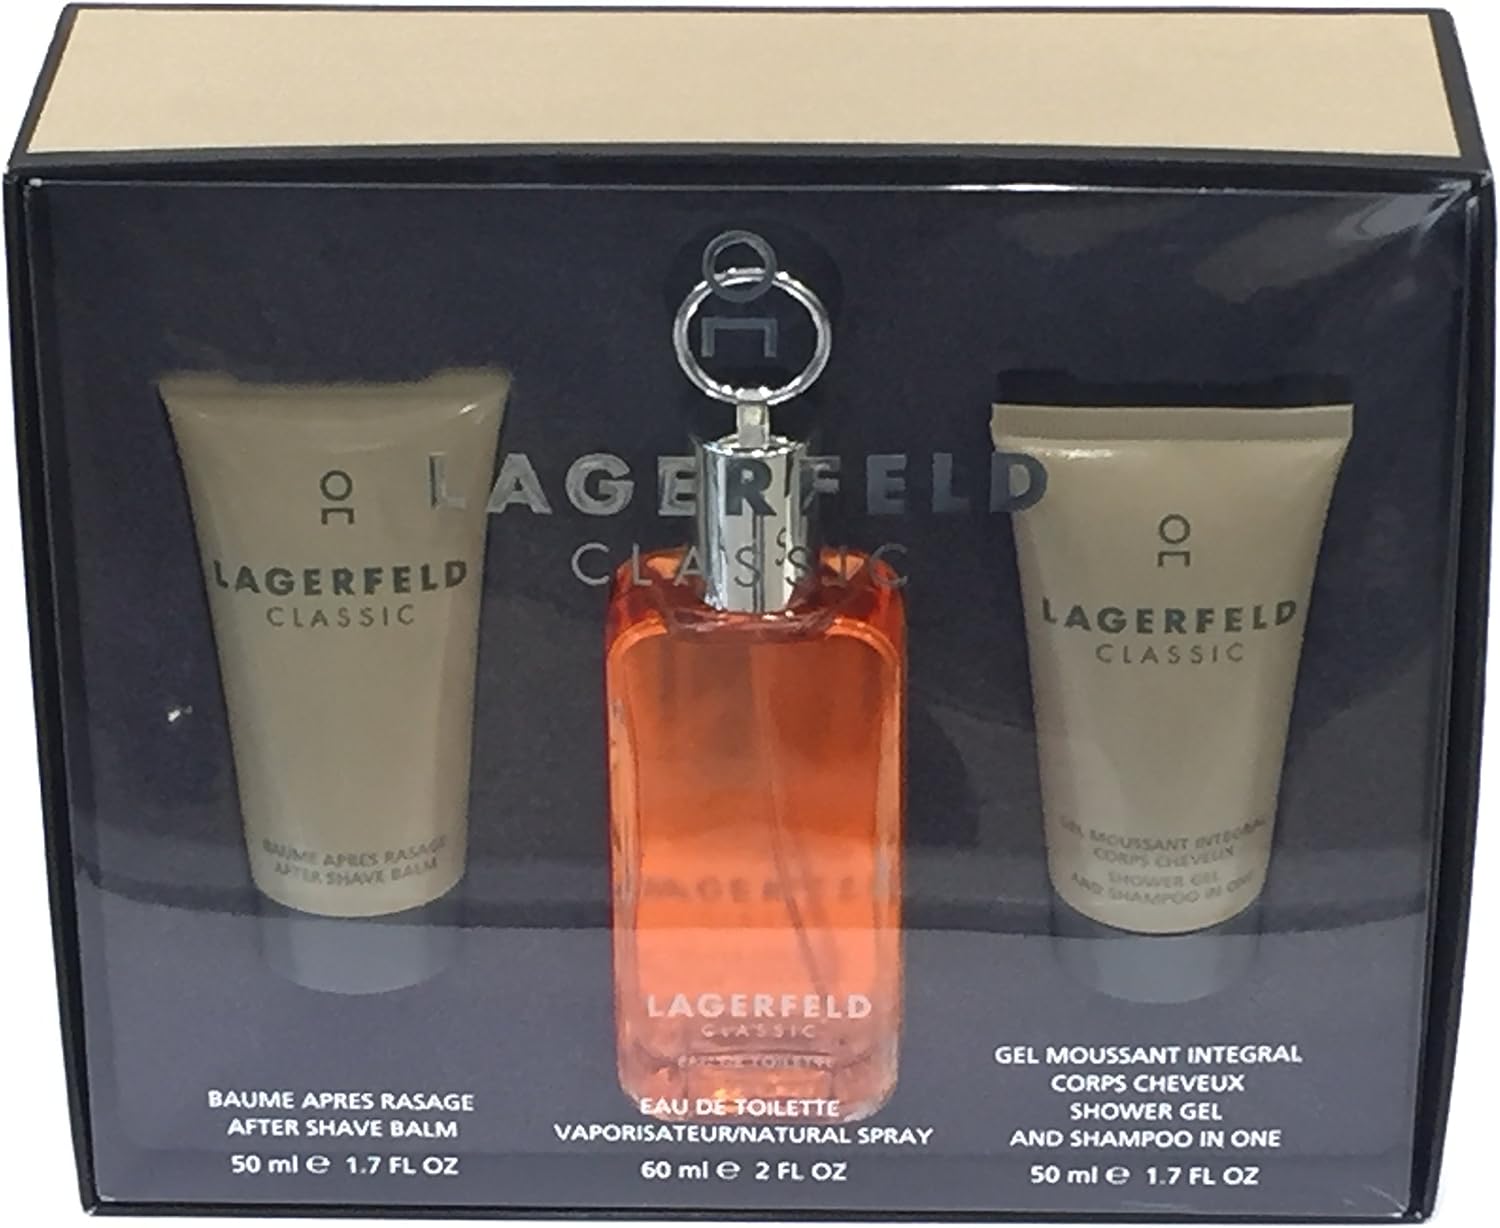 LAGERFELD
CLASSIC
LAGERFELD
CLASSIC
BAUME APRES RASAGE
AFTER SHAVE BALM
LAGERFELD
CLASSIC
EAU DE TOILETTE
LAGERFELD
CLASSIC
GEL MOUSSANT INTEGRAL
CORPS CHEVEUX
SHOWER GEL
AND SHAMPOO IN ONE
BAUME APRES RASAGE
AFTER SHAVE BALM
50 ml ℮ 1.7 FL OZ
EAU DE TOILETTE
VAPORISATEUR/NATURAL SPRAY
60 ml ℮ 2 FL OZ
GEL MOUSSANT INTEGRAL
CORPS CHEVEUX
SHOWER GEL
AND SHAMPOO IN ONE
50 ml ℮ 1.7 FL OZ